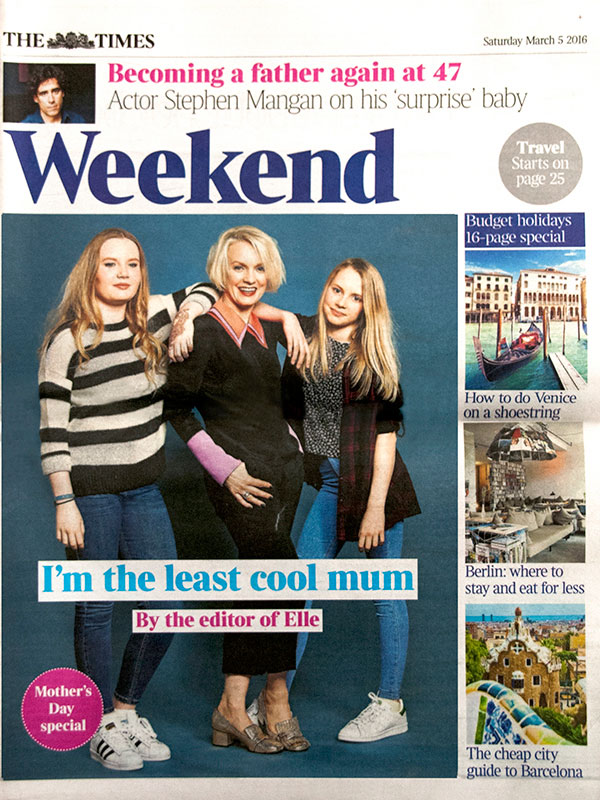 THE TIMES
Saturday March 5 2016
Becoming a father again at 47
Actor Stephen Mangan on his ‘surprise’ baby
Weekend
Travel
Starts on
page 25
Budget holidays
16-page special
How to do Venice
on a shoestring
Berlin: where to
stay and eat for less
The cheap city
guide to Barcelona
I’m the least cool mum
By the editor of Elle
Mother’s
Day
special